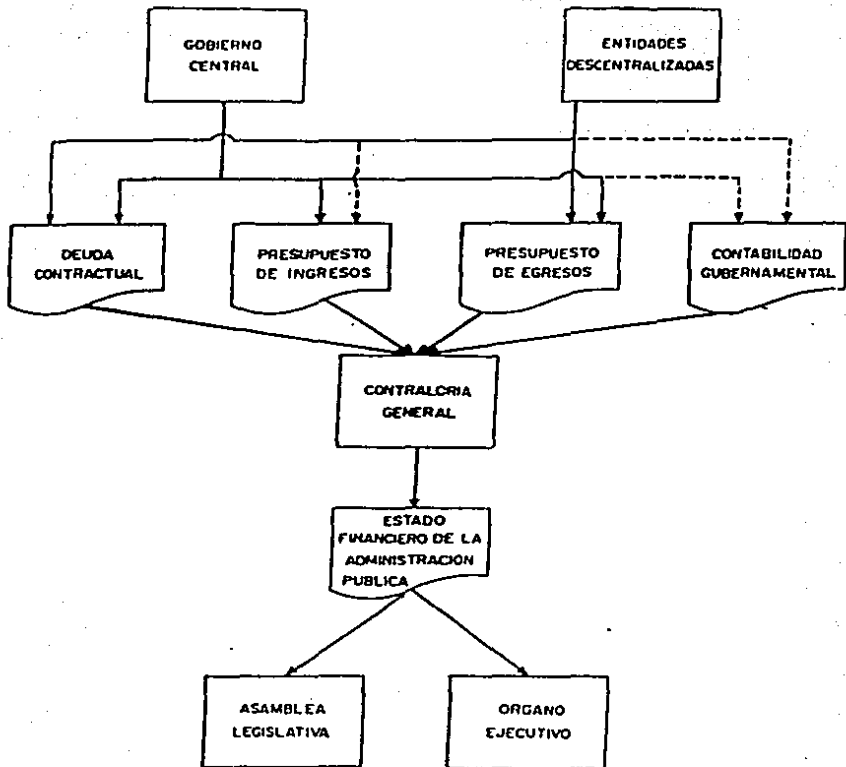 GOBIERNO
CENTRAL
ENTIDADES
DESCENTRALIZADAS
DEUDA
CONTRACTUAL
PRESUPUESTO
DE INGRESOS
PRESUPUESTO
DE EGRESOS
CONTABILIDAD
GUBERNAMENTAL
CONTRALORIA
GENERAL
ESTADO
FINANCIERO DE LA
ADMINISTRACION
PUBLICA
ASAMBLEA
LEGISLATIVA
ORGANO
EJECUTIVO